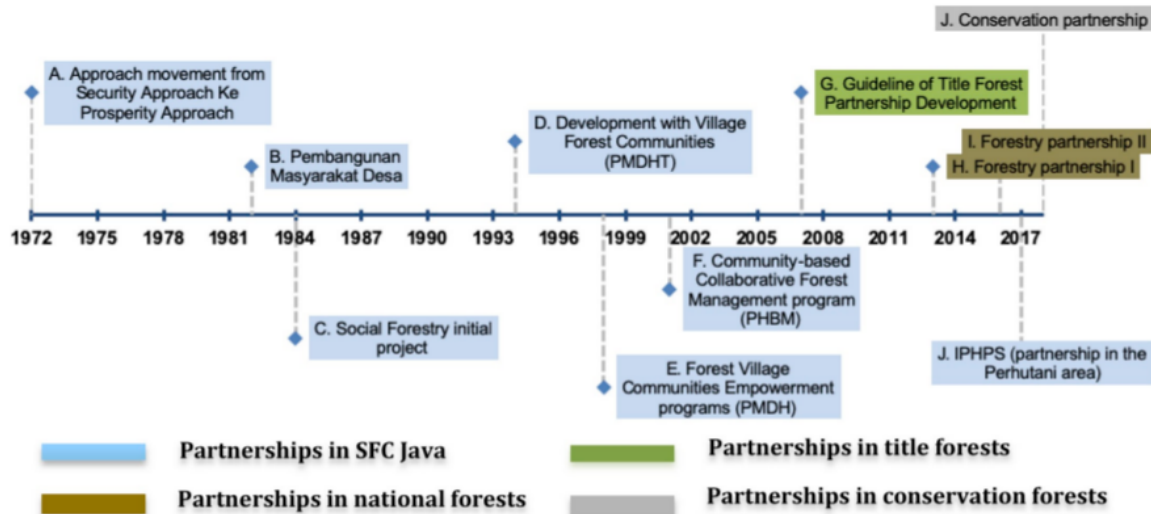 J. Conservation partnership
A. Approach movement from
Security Approach Ke
Prosperity Approach
G. Guideline of Title Forest
Partnership Development
D. Development with Village
Forest Communities
(PMDHT)
I. Forestry partnership II
B. Pembangunan
Masyarakat Desa
H. Forestry partnership I
1972 1975 1978 1981 1984 1987 1990 1993 1996 1999 2002 2005 2008 2011 2014 2017
F. Community-based
Collaborative Forest
Management program
(PHBM)
C. Social Forestry initial
project
J. IPHPS (partnership in the
Perhutani area)
E. Forest Village
Communities Empowerment
programs (PMDH)
Partnerships in SFC Java
Partnerships in title forests
Partnerships in national forests
Partnerships in conservation forests